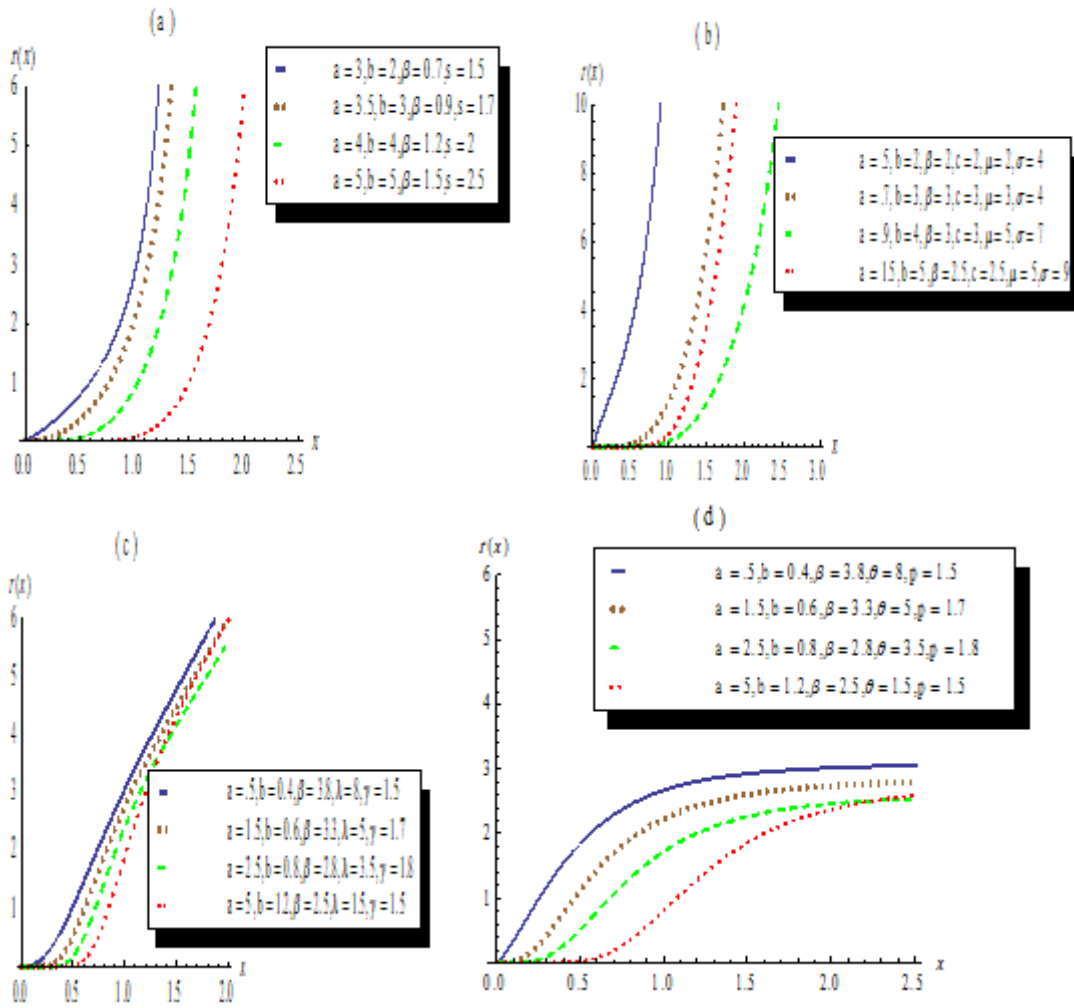 (a)
r(x)
6
5
4
3
2
1
0.0 0.5 1.0 1.5 2.0 2.5
x
a=3,b=2,β=0.7,s=1.5
a=3.5,b=3,β=0.9,s=1.7
a=4,b=4,β=1.2,s=2
a=5,b=5,β=1.5,s=2.5
(b)
r(x)
10
8
6
4
2
0.0 0.5 1.0 1.5 2.0 2.5 3.0
x
a=5,b=2,β=2,c=2,μ=2,σ=4
a=.7,b=3,β=3,c=3,μ=3,σ=4
a=.9,b=4,β=3,c=3,μ=5,σ=7
a=15,b=5,β=2.5,c=2.5,μ=5,σ=9
(c)
r(x)
6
5
4
3
2
1
0.0 0.5 1.0 1.5 2.0
x
a=.5,b=0.4,β=3.8,λ=8,γ=1.5
a=1.5,b=0.6,β=3.3,λ=5,γ=1.7
a=2.5,b=0.8,β=2.8,λ=3.5,γ=1.8
a=5,b=1.2,β=2.5,λ=1.5,γ=1.5
(d)
r(x)
6
5
4
3
2
1
0.0 0.5 1.0 1.5 2.0 2.5
x
a=.5,b=0.4,β=3.8,θ=8,p=1.5
a=1.5,b=0.6,β=3.3,θ=5,p=1.7
a=2.5,b=0.8,β=2.8,θ=3.5,p=1.8
a=5,b=1.2,β=2.5,θ=1.5,p=1.5